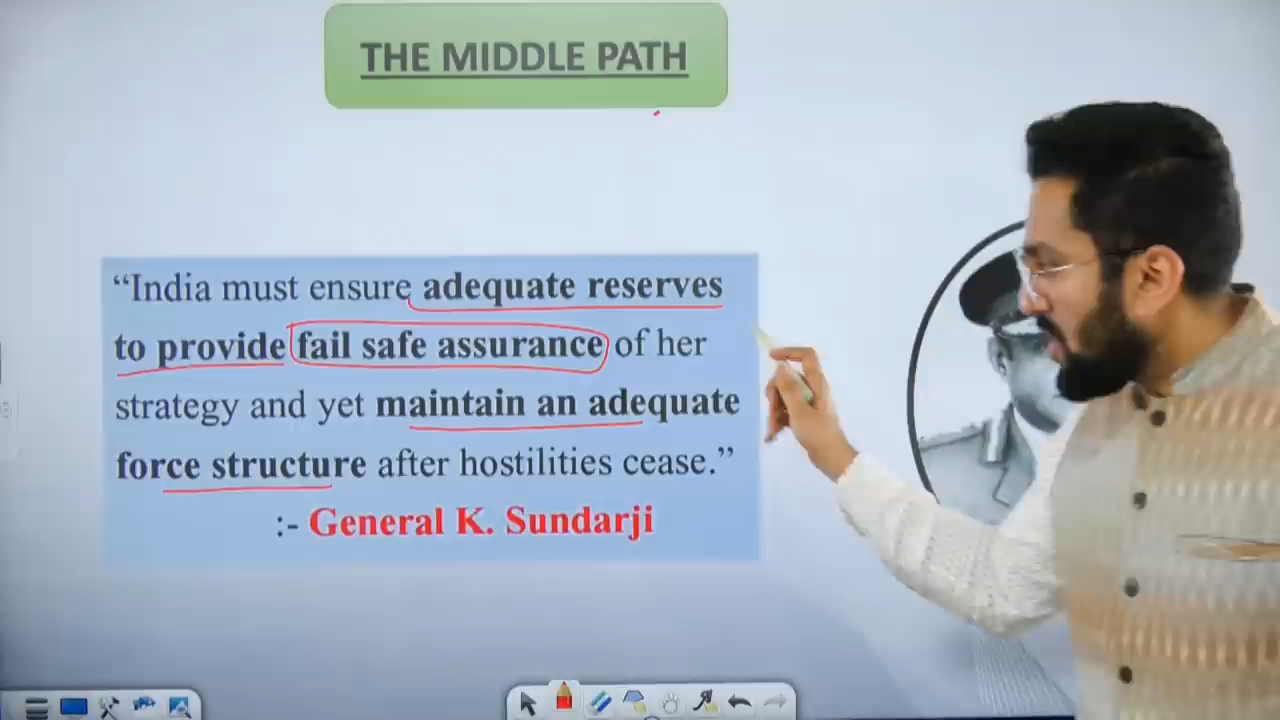 THE MIDDLE PATH
“India must ensure adequate reserves
to provide fail safe assurance of her
strategy and yet maintain an adequate
force structure after hostilities cease.”
:- General K. Sundarji